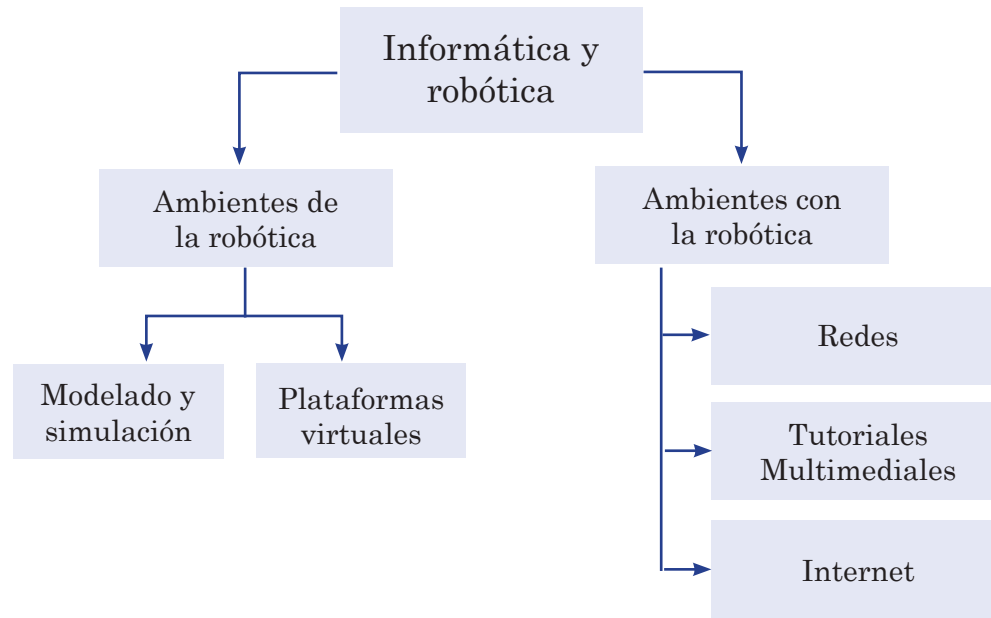 Informática y
robótica
Ambientes de
la robótica
Modelado y
simulación
Plataformas
virtuales
Ambientes con
la robótica
Redes
Tutoriales
Multimediales
Internet